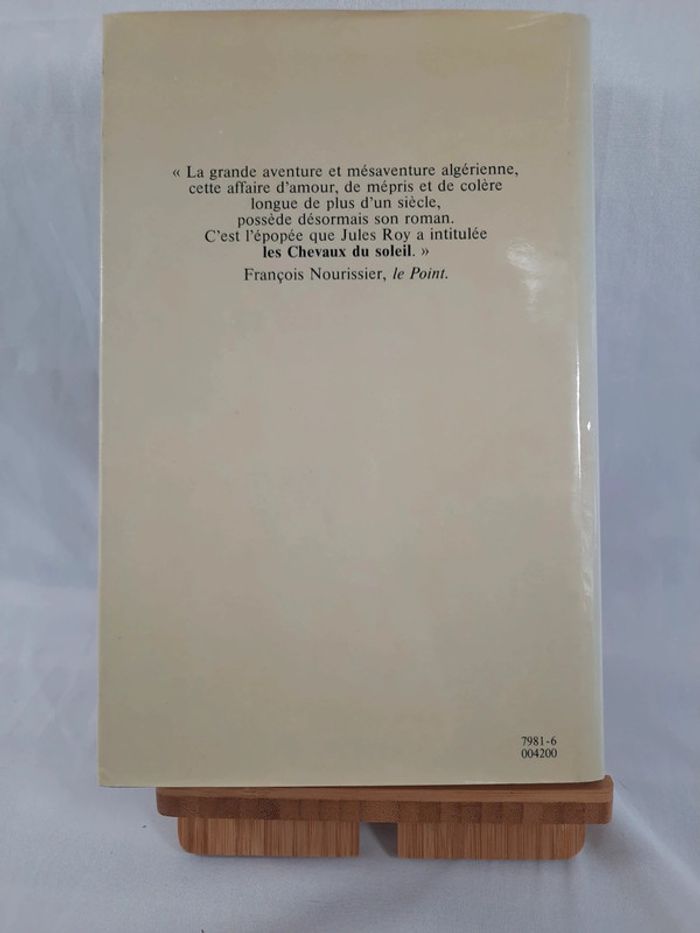 « La grande aventure et mésaventure algérienne,
cette affaire d'amour, de mépris et de colère
longue de plus d'un siècle,
possède désormais son roman.
C'est l'épopée que Jules Roy a intitulée
les Chevaux du soleil. »
François Nourissier, le Point.
7981-6
004200